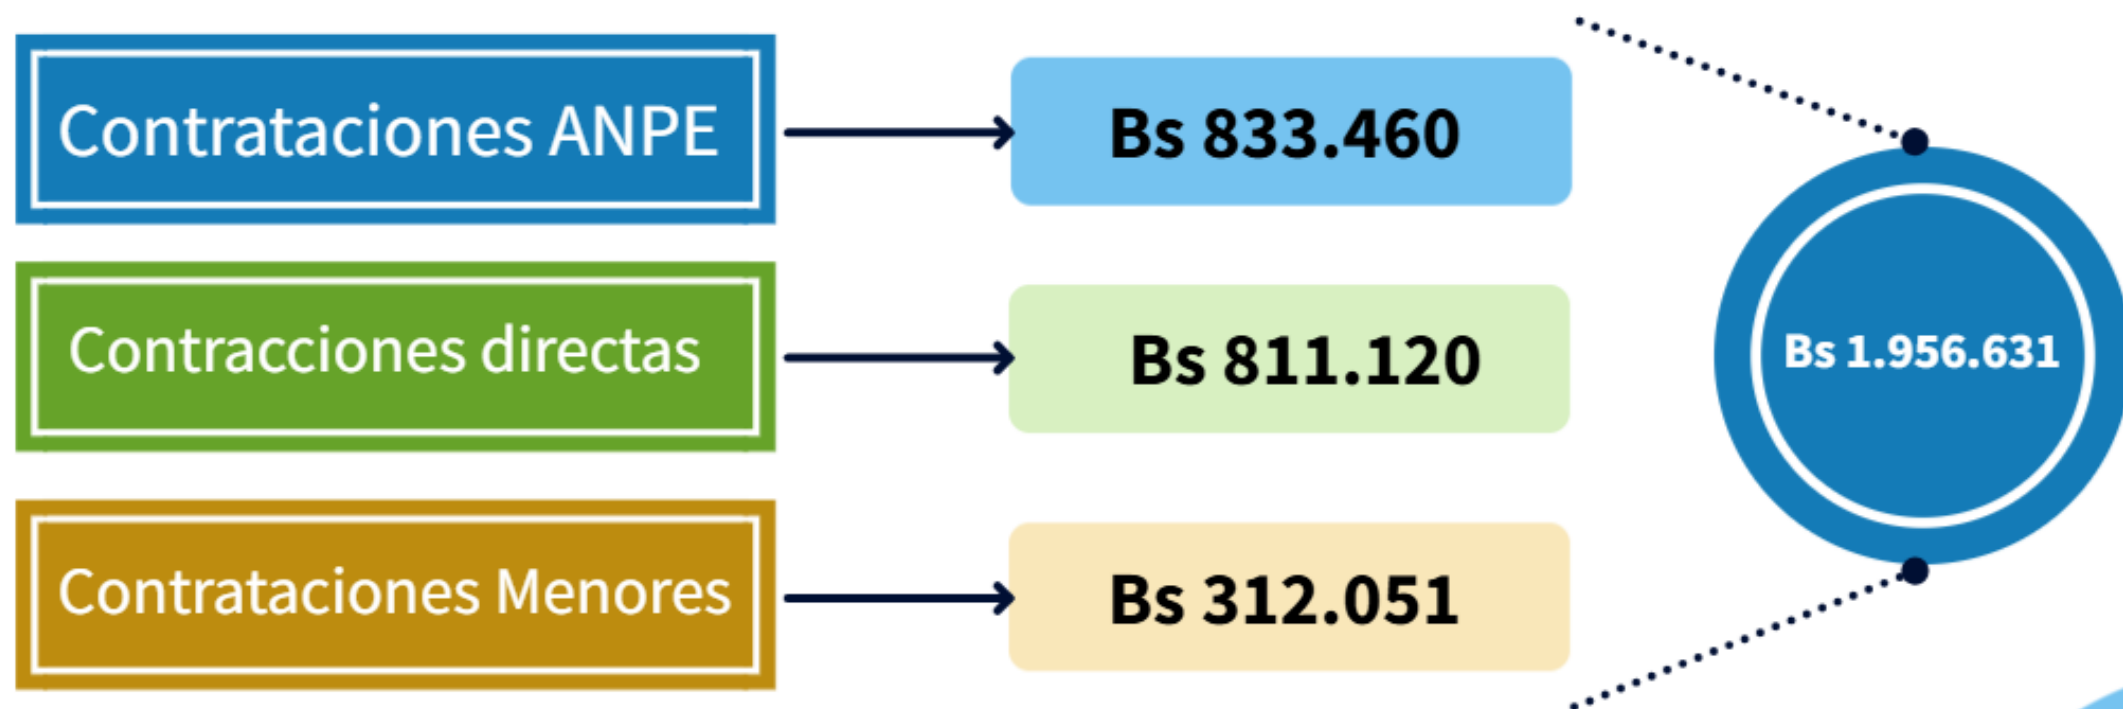 Contrataciones ANPE
Bs 833.460
Contracciones directas
Bs 811.120
Bs 1.956.631
Contrataciones Menores
Bs 312.051